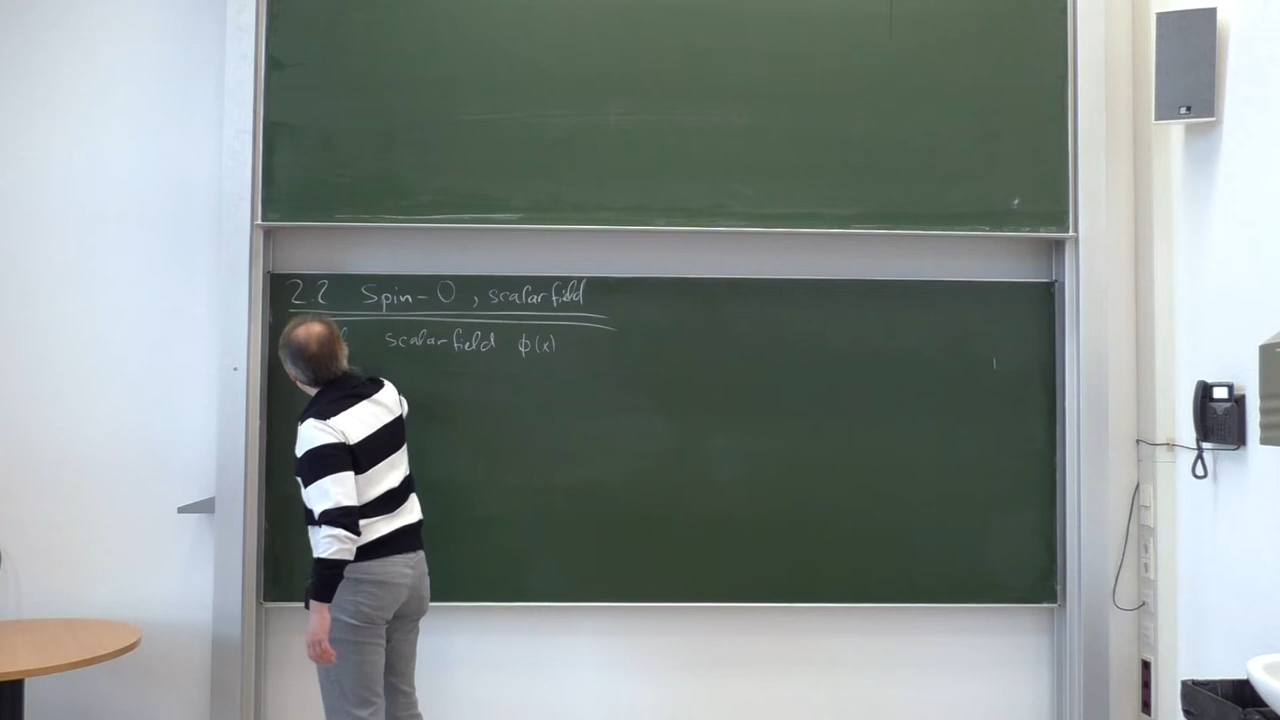 2.2 Spin-0, scalar field
scalar field ϕ(x)